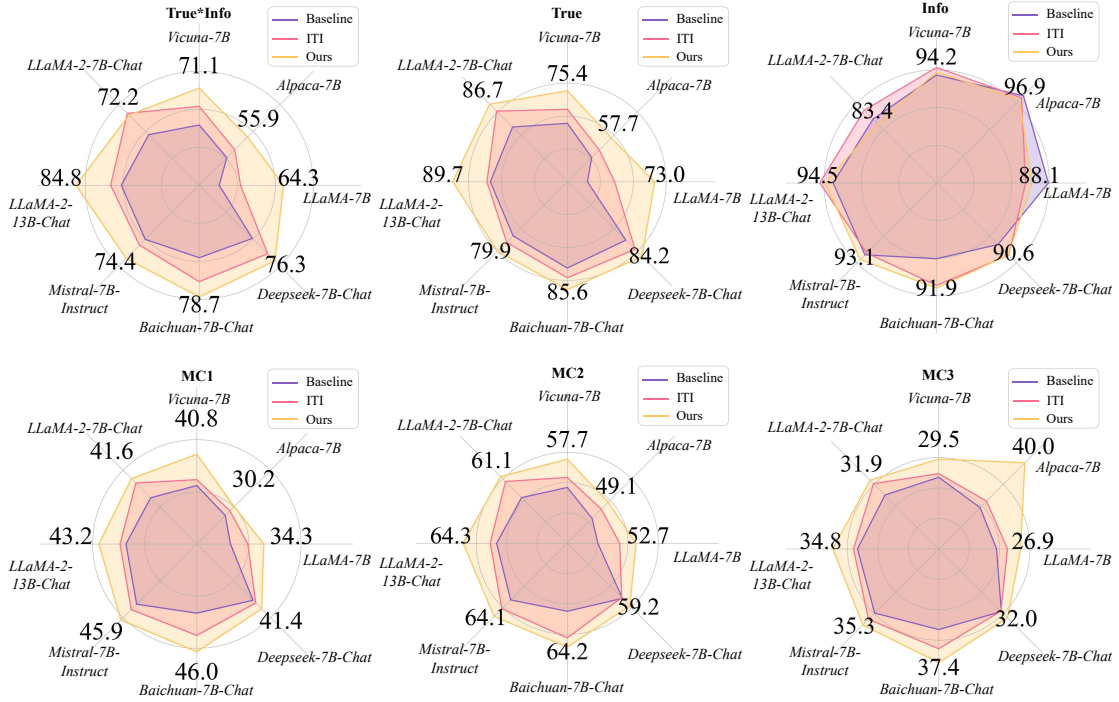 True*Info
Baseline
ITI
Ours
Vicuna-7B
71.1
LLaMA-2-7B-Chat
72.2
Alpaca-7B
55.9
84.8
64.3
LLaMA-7B
LLaMA-2-
13B-Chat
74.4
76.3
Mistral-7B-
Instruct
78.7
Deepseek-7B-Chat
Baichuan-7B-Chat
True
Baseline
ITI
Ours
Vicuna-7B
75.4
LLaMA-2-7B-Chat
86.7
Alpaca-7B
57.7
89.7
73.0
LLaMA-7B
LLaMA-2-
13B-Chat
79.9
84.2
Mistral-7B-
Instruct
85.6
Deepseek-7B-Chat
Baichuan-7B-Chat
Info
Baseline
ITI
Ours
Vicuna-7B
94.2
LLaMA-2-7B-Chat
83.4
96.9
Alpaca-7B
94.5
88.1
LLaMA-7B
LLaMA-2-
13B-Chat
93.1
90.6
Mistral-7B-
Instruct
91.9
Deepseek-7B-Chat
Baichuan-7B-Chat
MC1
Baseline
ITI
Ours
Vicuna-7B
40.8
LLaMA-2-7B-Chat
41.6
Alpaca-7B
30.2
43.2
34.3
LLaMA-7B
LLaMA-2-
13B-Chat
45.9
41.4
Mistral-7B-
Instruct
46.0
Deepseek-7B-Chat
Baichuan-7B-Chat
MC2
Baseline
ITI
Ours
Vicuna-7B
57.7
LLaMA-2-7B-Chat
61.1
Alpaca-7B
49.1
64.3
52.7
LLaMA-7B
LLaMA-2-
13B-Chat
64.1
59.2
Mistral-7B-
Instruct
64.2
Deepseek-7B-Chat
Baichuan-7B-Chat
MC3
Baseline
ITI
Ours
Vicuna-7B
29.5
LLaMA-2-7B-Chat
31.9
40.0
Alpaca-7B
34.8
26.9
LLaMA-7B
LLaMA-2-
13B-Chat
35.3
32.0
Mistral-7B-
Instruct
37.4
Deepseek-7B-Chat
Baichuan-7B-Chat